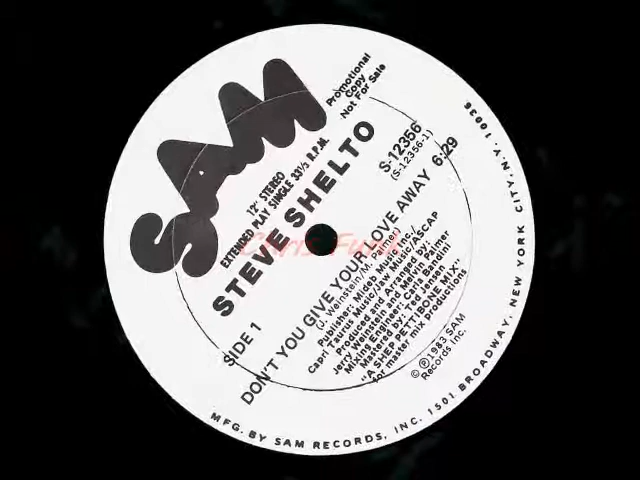 SAM
Promotional
Copy
Not For Sale
12" STEREO
EXTENDED PLAY SINGLE 33⅓ R.P.M.
STEVE SHELTO
S-12356
(S-12356-1)
SIDE 1
DON'T YOU GIVE YOUR LOVE AWAY 6:29
(J. Weinstein/M. Palmer)
Publisher: Mideb Music Inc./
Capri Taurus Music/Jaw Music/ASCAP
Produced and Arranged by:
Jerry Weinstein and Melvin Palmer
Mixing Engineer: Carla Bandini
Mastered by: Ted Jensen
"A SHEP PETTIBONE MIX"
for master mix productions
© ℗ 1983 SAM
Records Inc.
MFG. BY SAM RECORDS, INC. 1501 BROADWAY, NEW YORK CITY, N.Y. 10036
Chris Funk